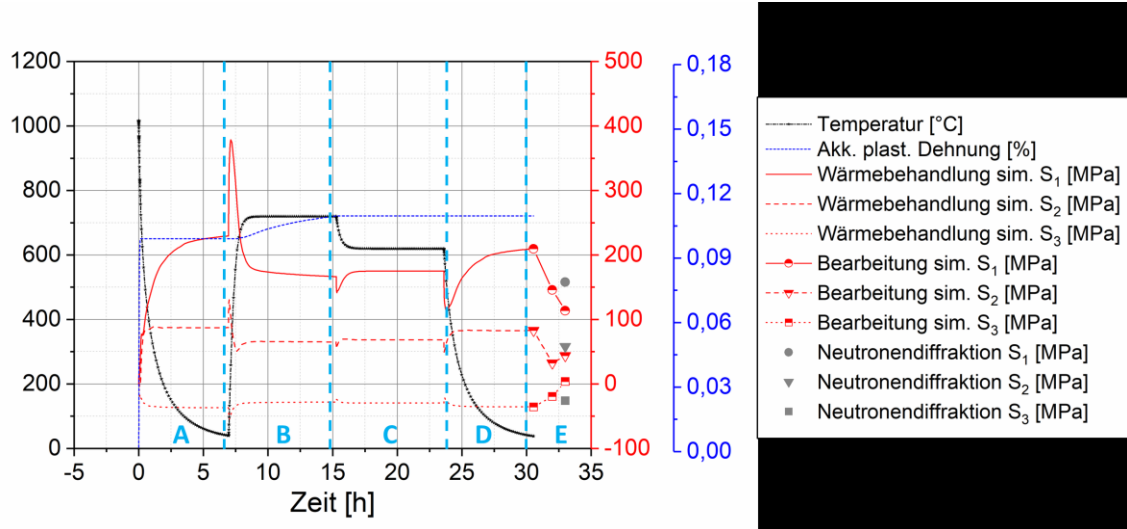 1200
1000
800
600
400
200
0
-5
0
5
10
15
20
25
30
35
Zeit [h]
A
B
C
D
E
500
400
300
200
100
0
-100
0,18
0,15
0,12
0,09
0,06
0,03
0,00
Temperatur [°C]
Akk. plast. Dehnung [%]
Wärmebehandlung sim. S₁ [MPa]
Wärmebehandlung sim. S₂ [MPa]
Wärmebehandlung sim. S₃ [MPa]
Bearbeitung sim. S₁ [MPa]
Bearbeitung sim. S₂ [MPa]
Bearbeitung sim. S₃ [MPa]
Neutronendiffraktion S₁ [MPa]
Neutronendiffraktion S₂ [MPa]
Neutronendiffraktion S₃ [MPa]